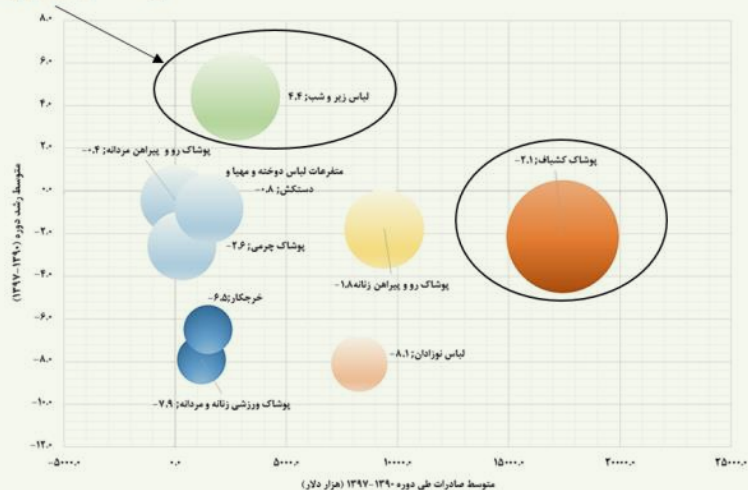 ۸.۰
۶.۰
۴.۰
۲.۰
۰.۰
-۲.۰
-۴.۰
-۶.۰
-۸.۰
-۱۰.۰
-۱۲.۰
متوسط رشد دوره (۱۳۹۰-۱۳۹۷)
لباس زیر و شب; ۴.۴
پوشاک رو و پیراهن مردانه; -۰.۴
متفرعات لباس دوخته و مهیا و
دستکش; -۰.۸
پوشاک کشباف; -۲.۱
پوشاک چرمی; -۲.۶
پوشاک رو و پیراهن زنانه -۱.۸
خرجکار; -۶.۵
لباس نوزادان; -۸.۱
پوشاک ورزشی زنانه و مردانه; -۷.۹
-۵۰۰۰.۰
۰.۰
۵۰۰۰.۰
۱۰۰۰۰.۰
۱۵۰۰۰.۰
۲۰۰۰۰.۰
۲۵۰۰۰.۰
متوسط صادرات طی دوره ۱۳۹۰-۱۳۹۷ (هزار دلار)